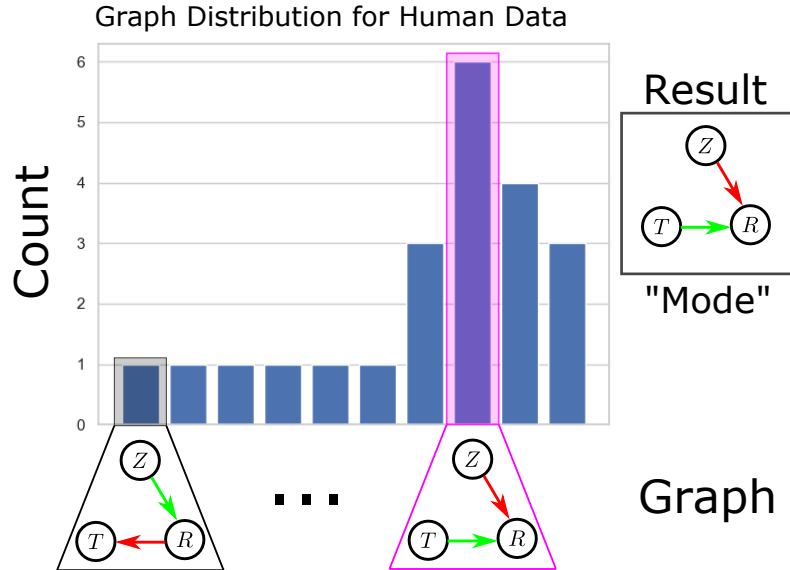 Graph Distribution for Human Data
Count
6
5
4
3
2
1
0
Result
Z
T
R
"Mode"
Z
T
R
...
Z
T
R
Graph